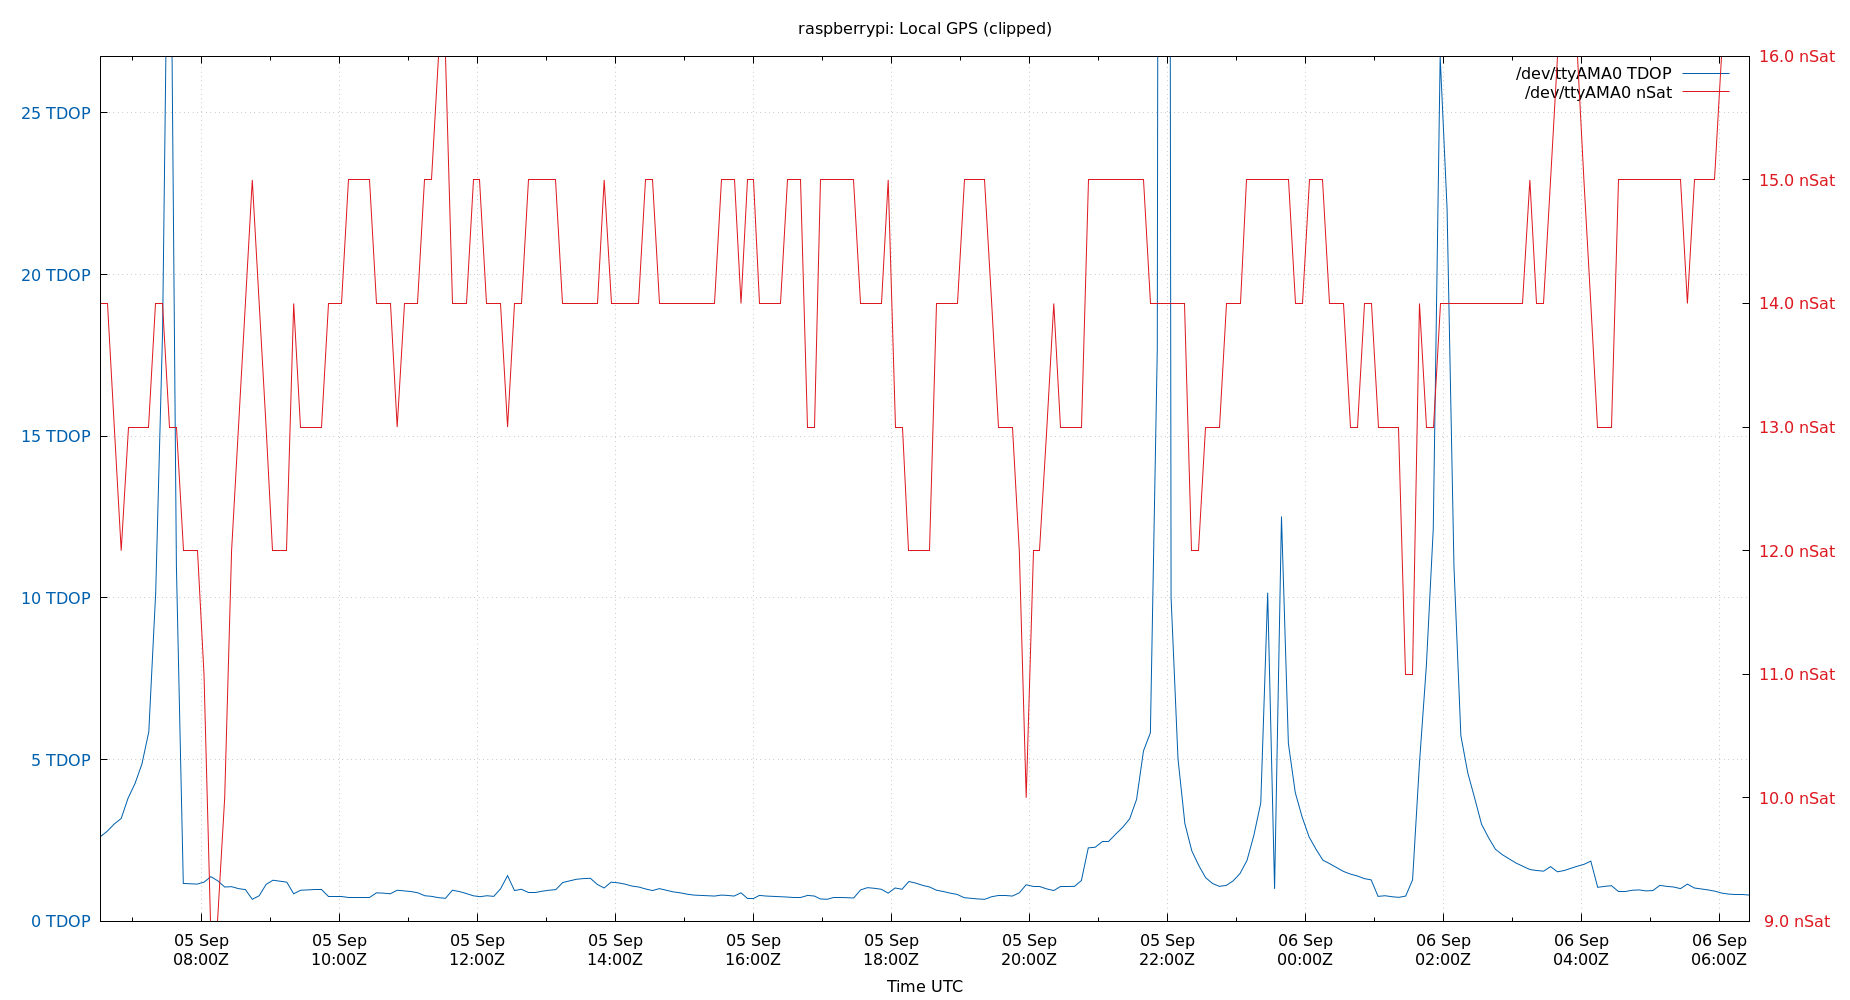 raspberrypi: Local GPS (clipped)
16.0 nSat
/dev/ttyAMA0 TDOP
/dev/ttyAMA0 nSat
25 TDOP
15.0 nSat
20 TDOP
14.0 nSat
15 TDOP
13.0 nSat
12.0 nSat
10 TDOP
11.0 nSat
5 TDOP
10.0 nSat
0 TDOP
9.0 nSat
05 Sep 05 Sep 05 Sep 05 Sep 05 Sep 05 Sep 05 Sep 05 Sep 06 Sep 06 Sep 06 Sep 06 Sep
08:00Z 10:00Z 12:00Z 14:00Z 16:00Z 18:00Z 20:00Z 22:00Z 00:00Z 02:00Z 04:00Z 06:00Z
Time UTC